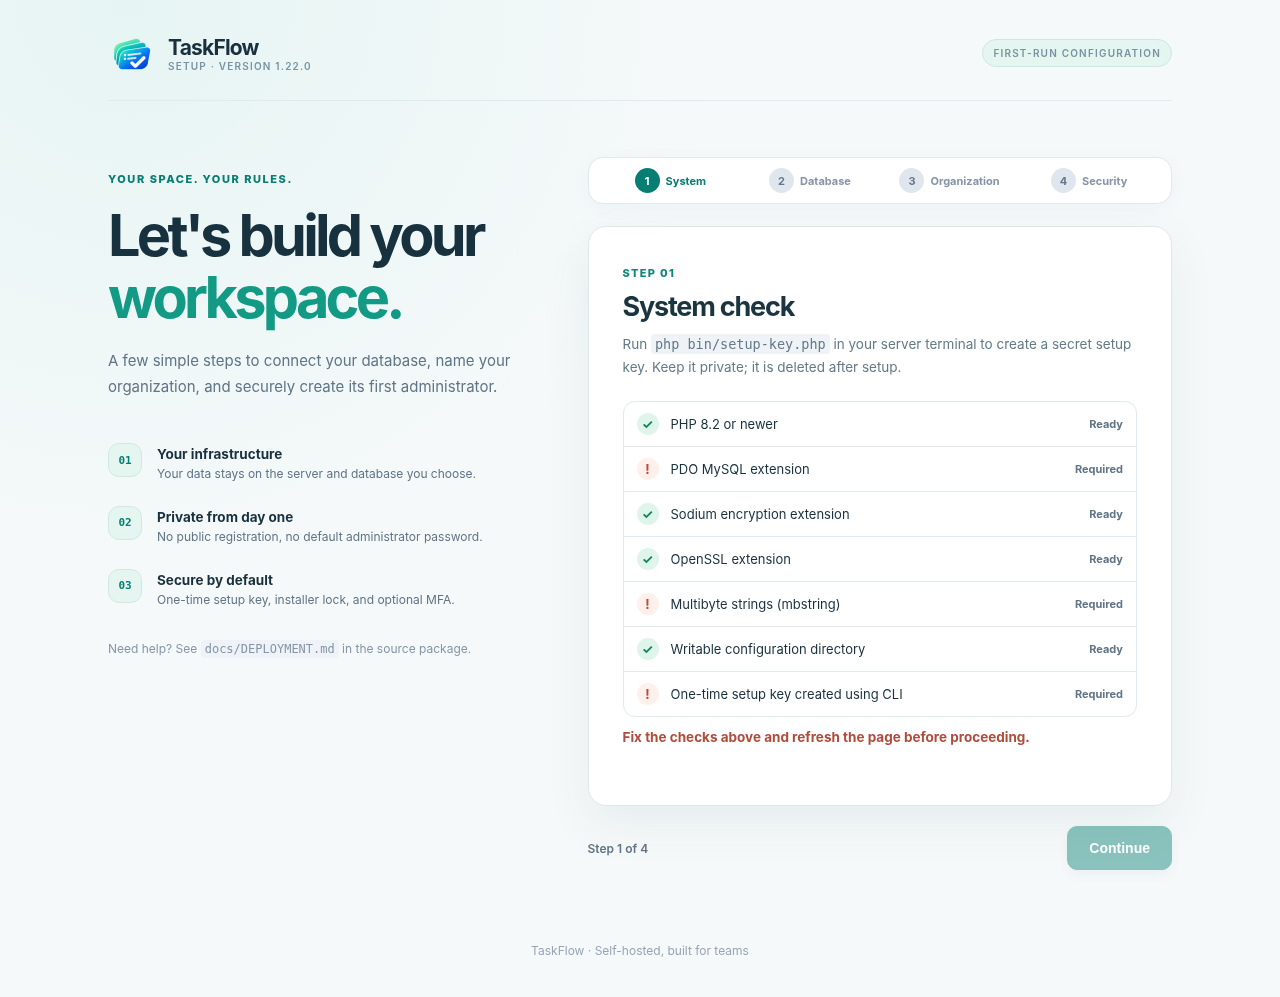 TaskFlow
SETUP · VERSION 1.22.0
FIRST-RUN CONFIGURATION
YOUR SPACE. YOUR RULES.
Let's build your
workspace.
A few simple steps to connect your database, name your
organization, and securely create its first administrator.
01
Your infrastructure
Your data stays on the server and database you choose.
02
Private from day one
No public registration, no default administrator password.
03
Secure by default
One-time setup key, installer lock, and optional MFA.
Need help? See docs/DEPLOYMENT.md in the source package.
1 System 2 Database 3 Organization 4 Security
STEP 01
System check
Run php bin/setup-key.php in your server terminal to create a secret setup
key. Keep it private; it is deleted after setup.
PHP 8.2 or newer Ready
! PDO MySQL extension Required
Sodium encryption extension Ready
OpenSSL extension Ready
! Multibyte strings (mbstring) Required
Writable configuration directory Ready
! One-time setup key created using CLI Required
Fix the checks above and refresh the page before proceeding.
Step 1 of 4
Continue
TaskFlow · Self-hosted, built for teams